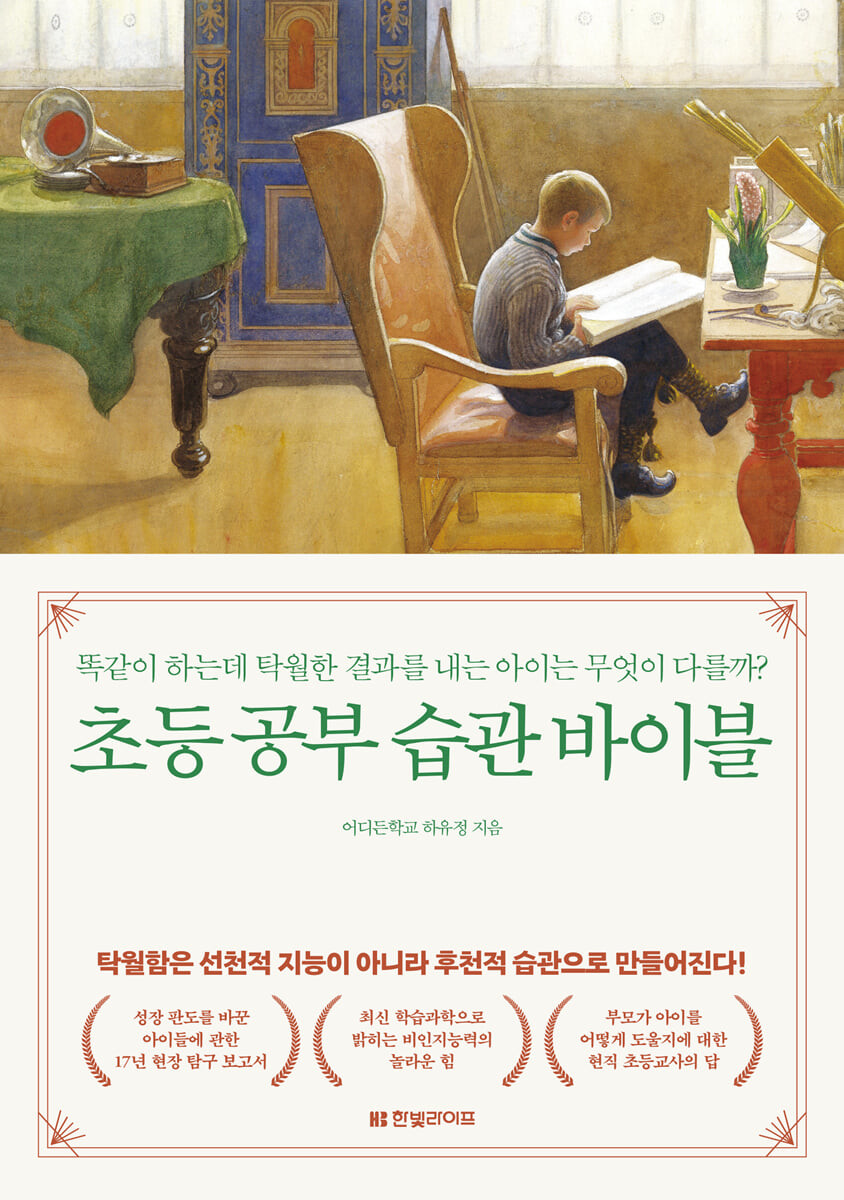 똑같이 하는데 탁월한 결과를 내는 아이는 무엇이 다를까?
초등 공부 습관 바이블
어디든학교 하유정 지음
탁월함은 선천적 지능이 아니라 후천적 습관으로 만들어진다!
성장 판도를 바꾼
아이들에 관한
17년 현장 탐구 보고서
최신 학습과학으로
밝히는 비인지능력의
놀라운 힘
부모가 아이를
어떻게 도울지에 대한
현직 초등교사의 답
HB 한빛라이프